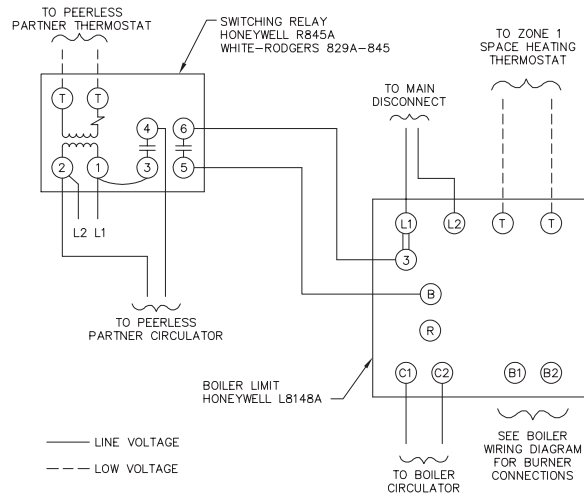 TO PEERLESS
PARTNER THERMOSTAT
SWITCHING RELAY
HONEYWELL R845A
WHITE-RODGERS 829A-845
TO ZONE 1
SPACE HEATING
THERMOSTAT
TO MAIN
DISCONNECT
T T
4 6
2 1 3 5
L2 L1
L1 L2 T T
3
B
R
TO PEERLESS
PARTNER CIRCULATOR
C1 C2 B1 B2
BOILER LIMIT
HONEYWELL L8148A
LINE VOLTAGE
LOW VOLTAGE
TO BOILER
CIRCULATOR
SEE BOILER
WIRING DIAGRAM
FOR BURNER
CONNECTIONS